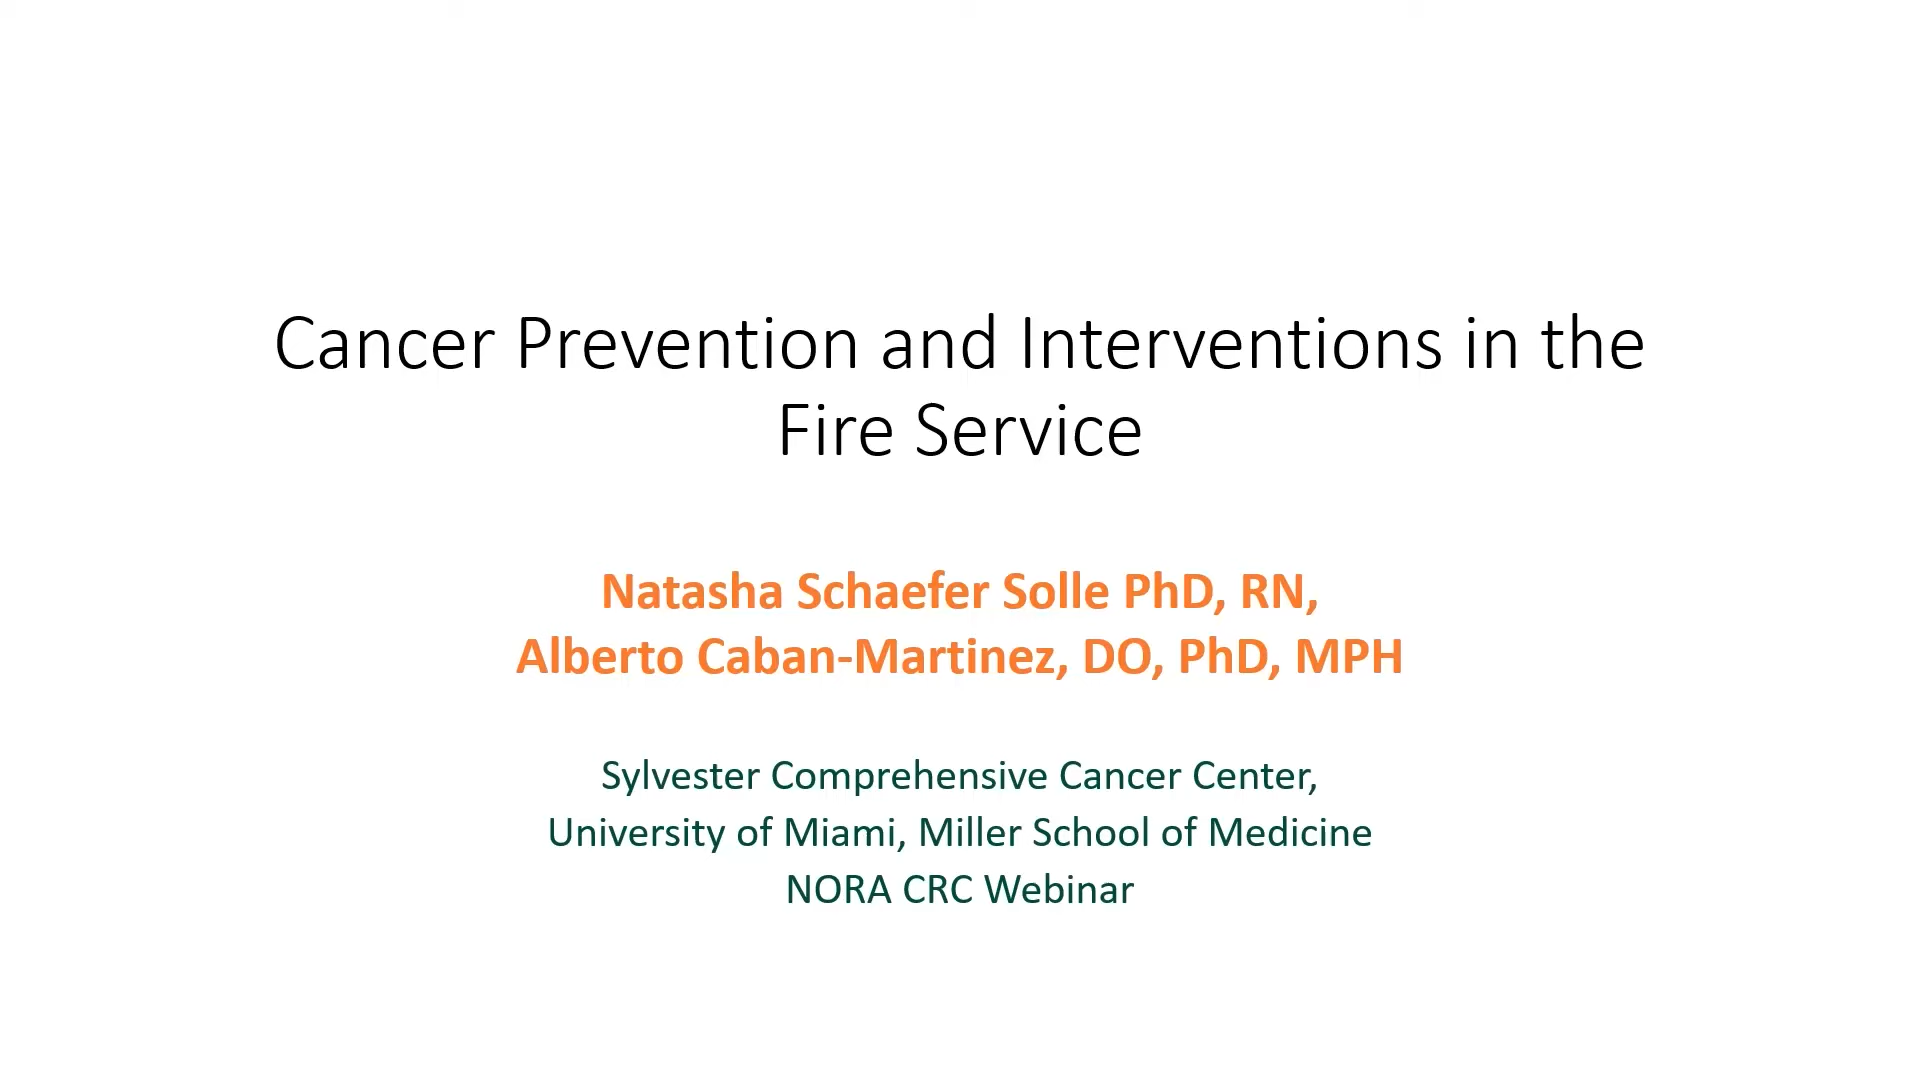 Cancer Prevention and Interventions in the
Fire Service
Natasha Schaefer Solle PhD, RN,
Alberto Caban-Martinez, DO, PhD, MPH
Sylvester Comprehensive Cancer Center,
University of Miami, Miller School of Medicine
NORA CRC Webinar